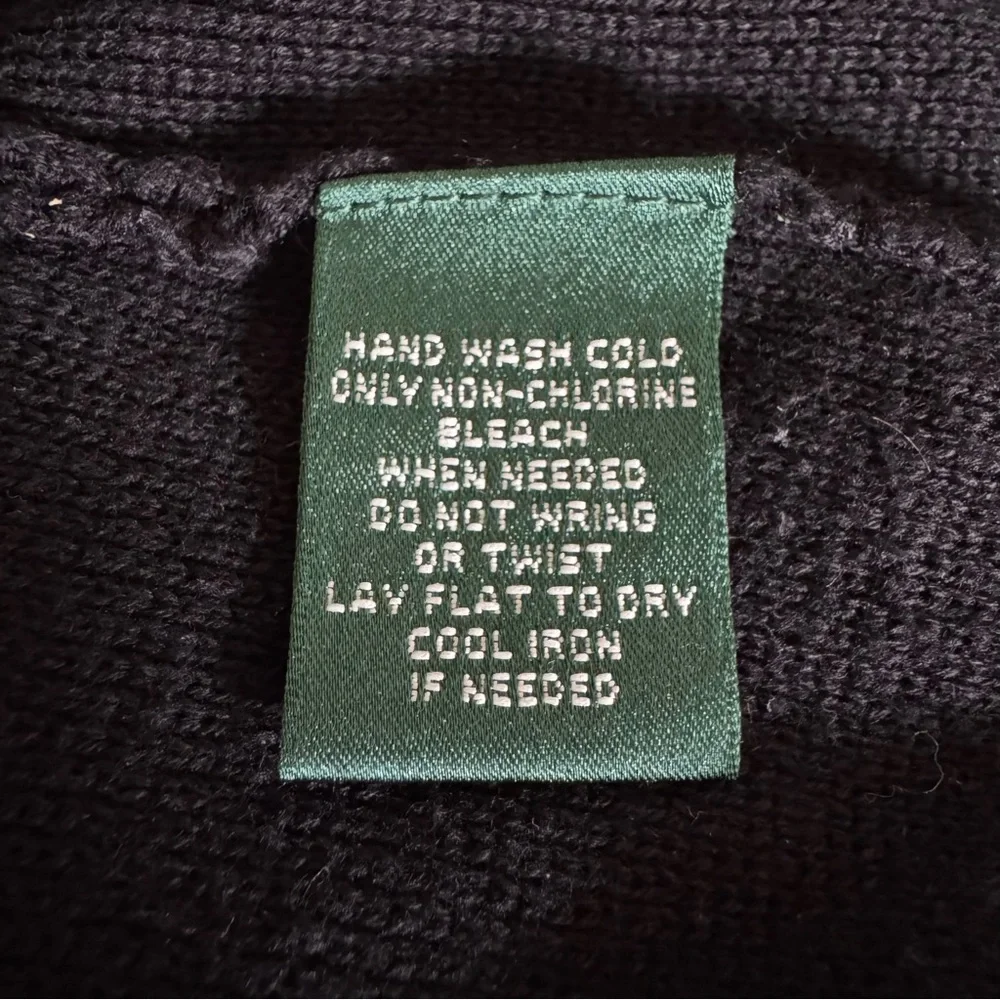 HAND WASH COLD
ONLY NON-CHLORINE
BLEACH
WHEN NEEDED
DO NOT WRING
OR TWIST
LAY FLAT TO DRY
COOL IRON
IF NEEDED